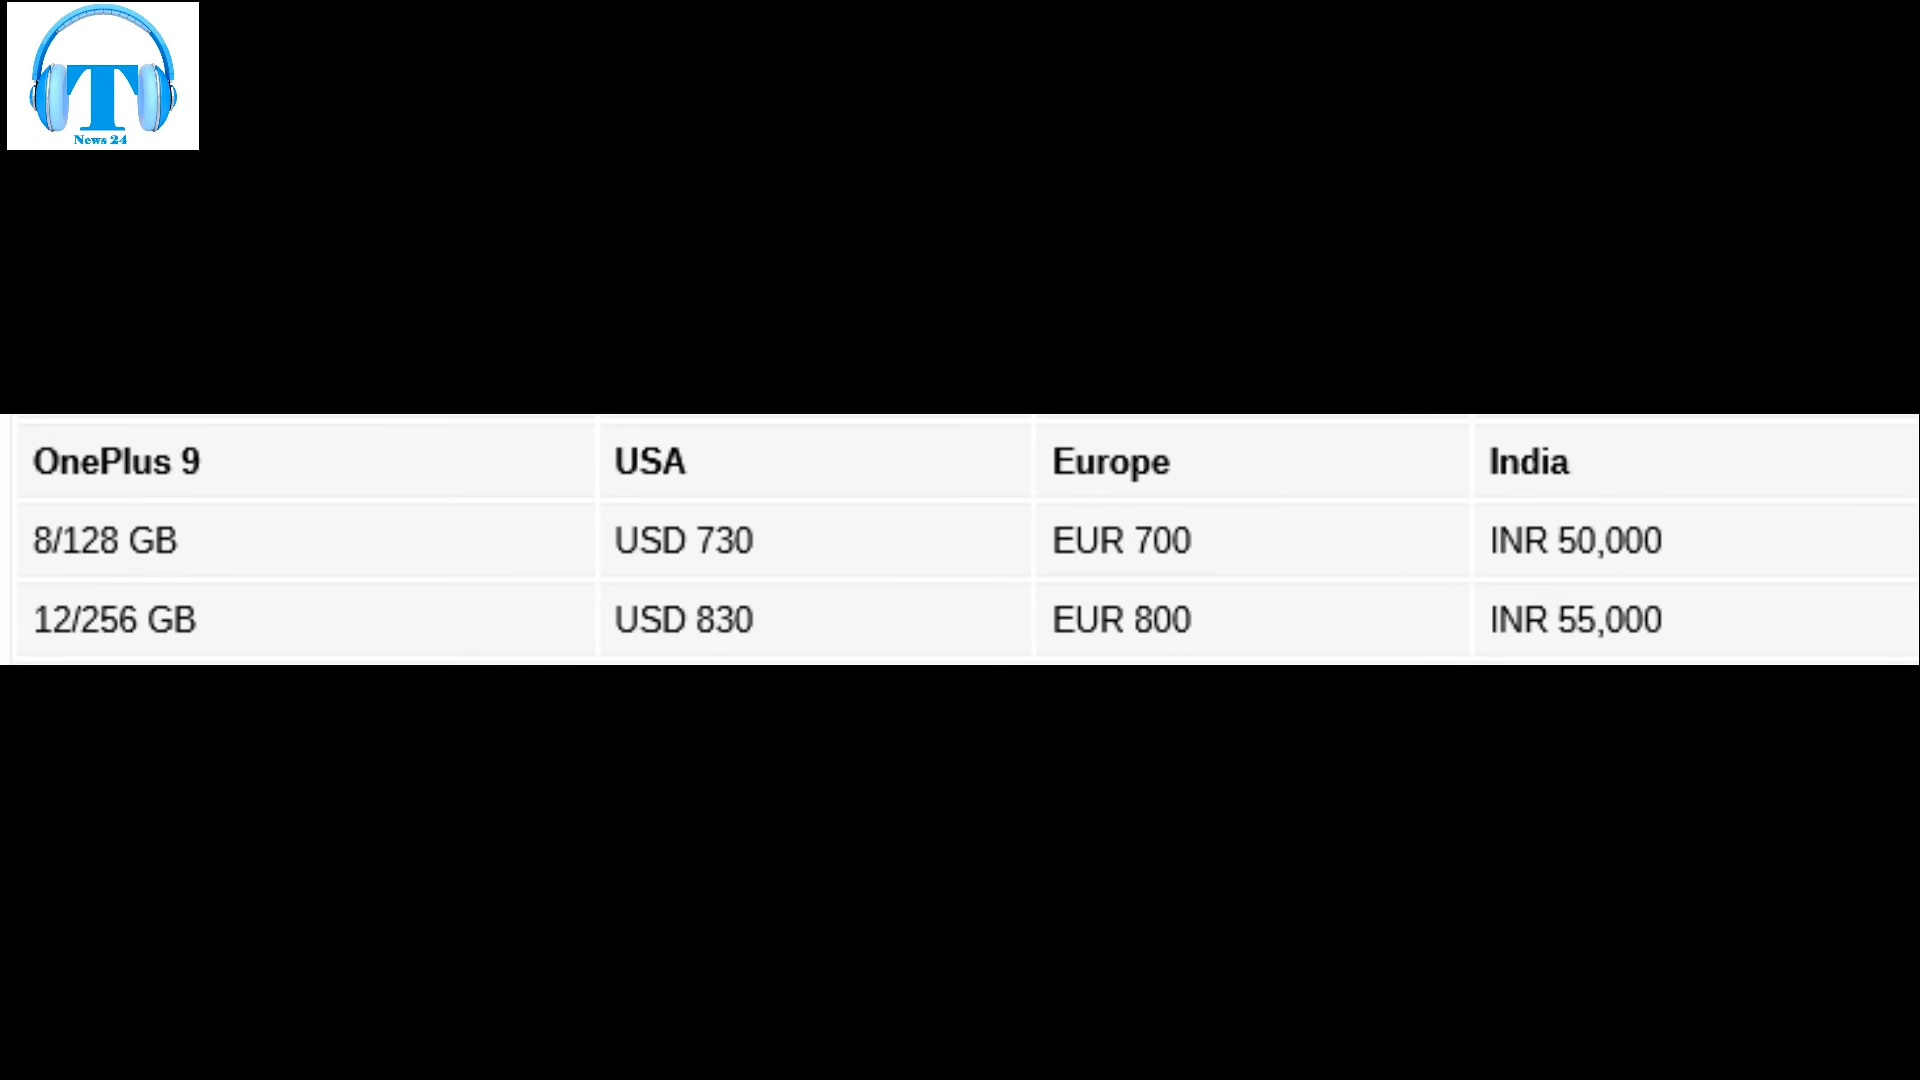 T
News 24
OnePlus 9 USA Europe India
8/128 GB USD 730 EUR 700 INR 50,000
12/256 GB USD 830 EUR 800 INR 55,000